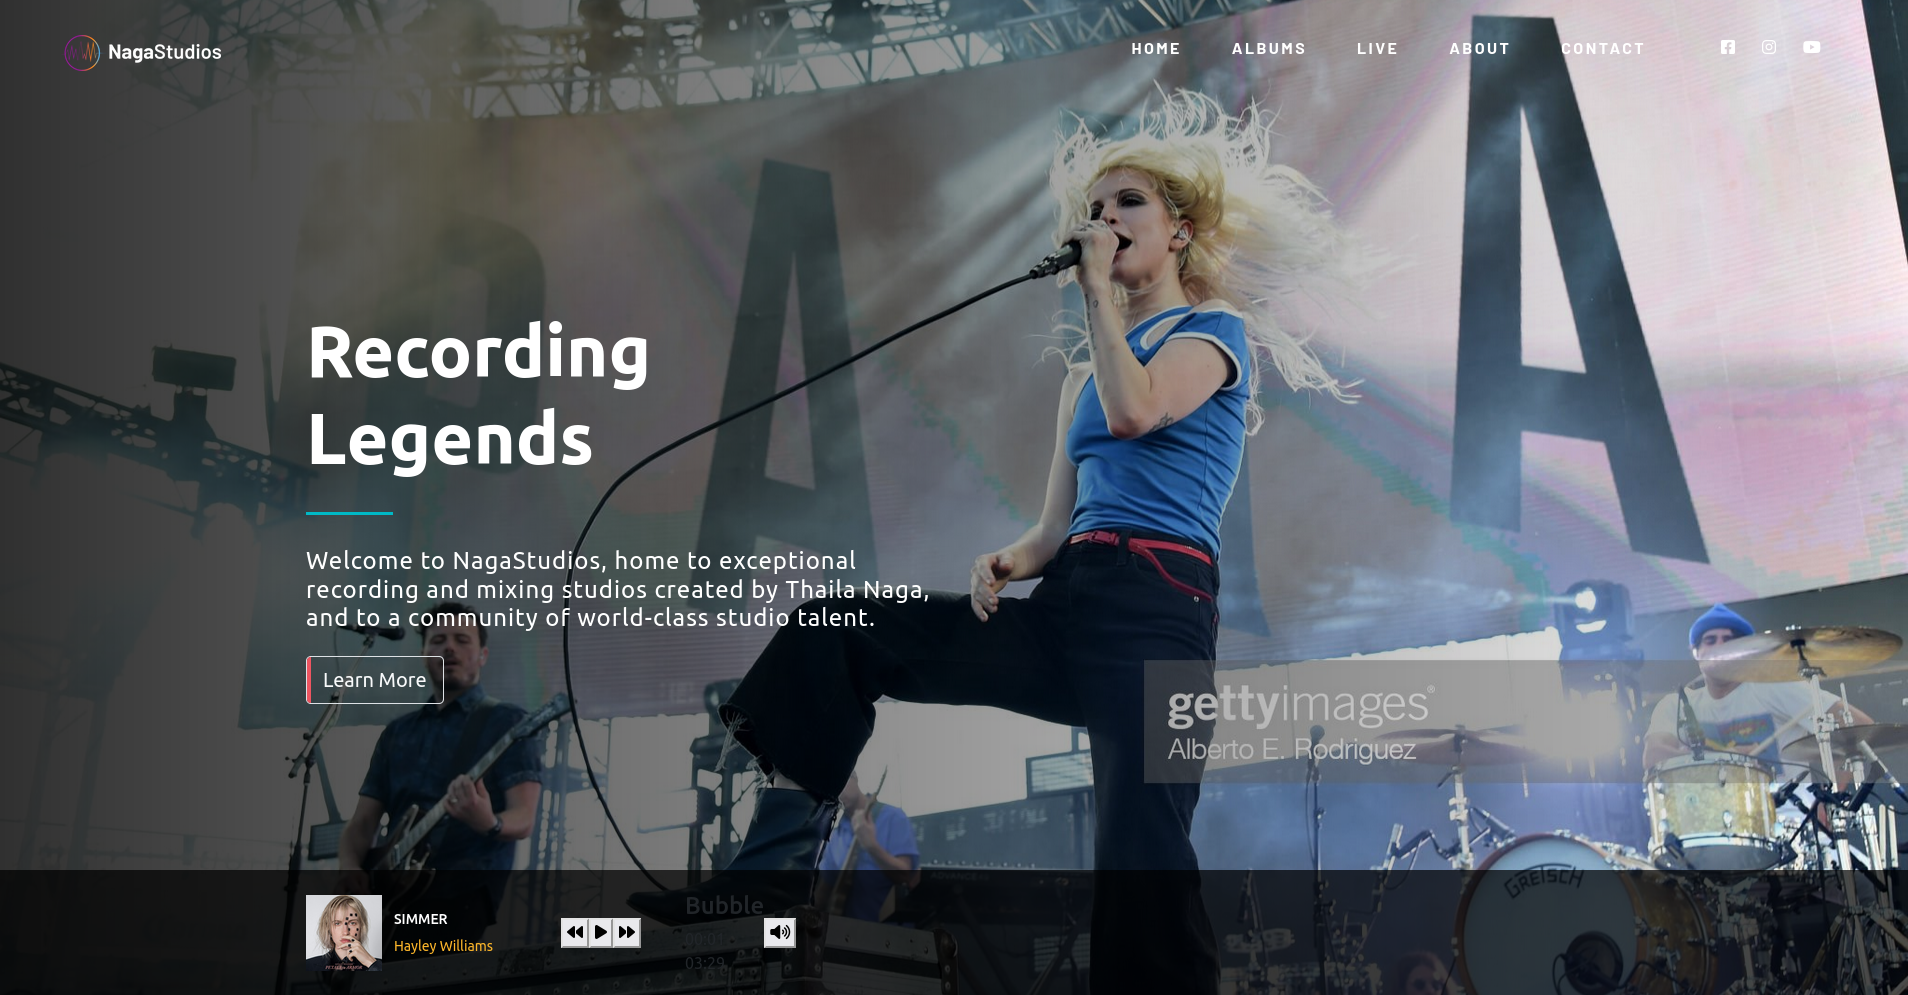 NagaStudios
HOME ALBUMS LIVE ABOUT CONTACT
A A
Recording
Legends
Welcome to NagaStudios, home to exceptional
recording and mixing studios created by Thaila Naga,
and to a community of world-class studio talent.
Learn More
gettyimages®
Alberto E. Rodriguez
GRETSCH
SIMMER
Hayley Williams
Bubble
00:01
03:29